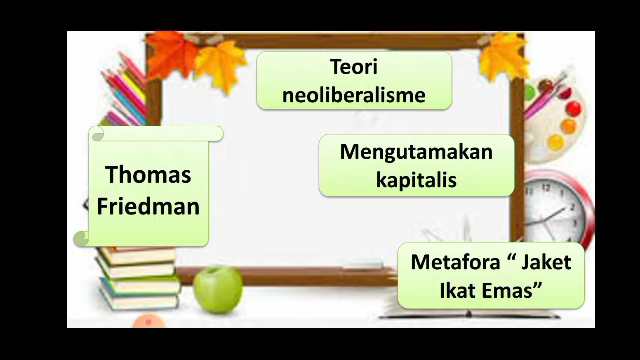 Teori
neoliberalisme
Mengutamakan
kapitalis
Thomas
Friedman
Metafora “ Jaket
Ikat Emas”